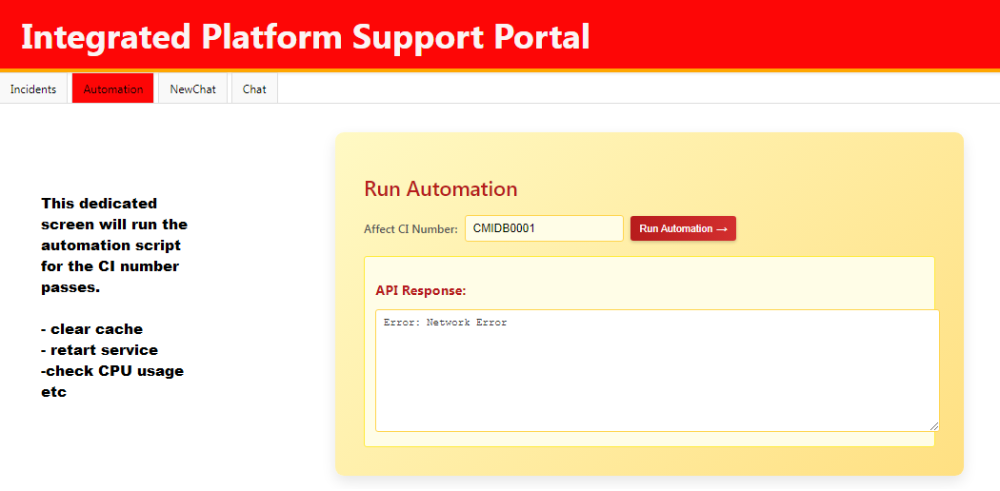 Integrated Platform Support Portal
Incidents
Automation
NewChat
Chat
This dedicated
screen will run the
automation script
for the CI number
passes.
- clear cache
- retart service
-check CPU usage
etc
Run Automation
Affect CI Number:
CMIDB0001
Run Automation →
API Response:
Error: Network Error